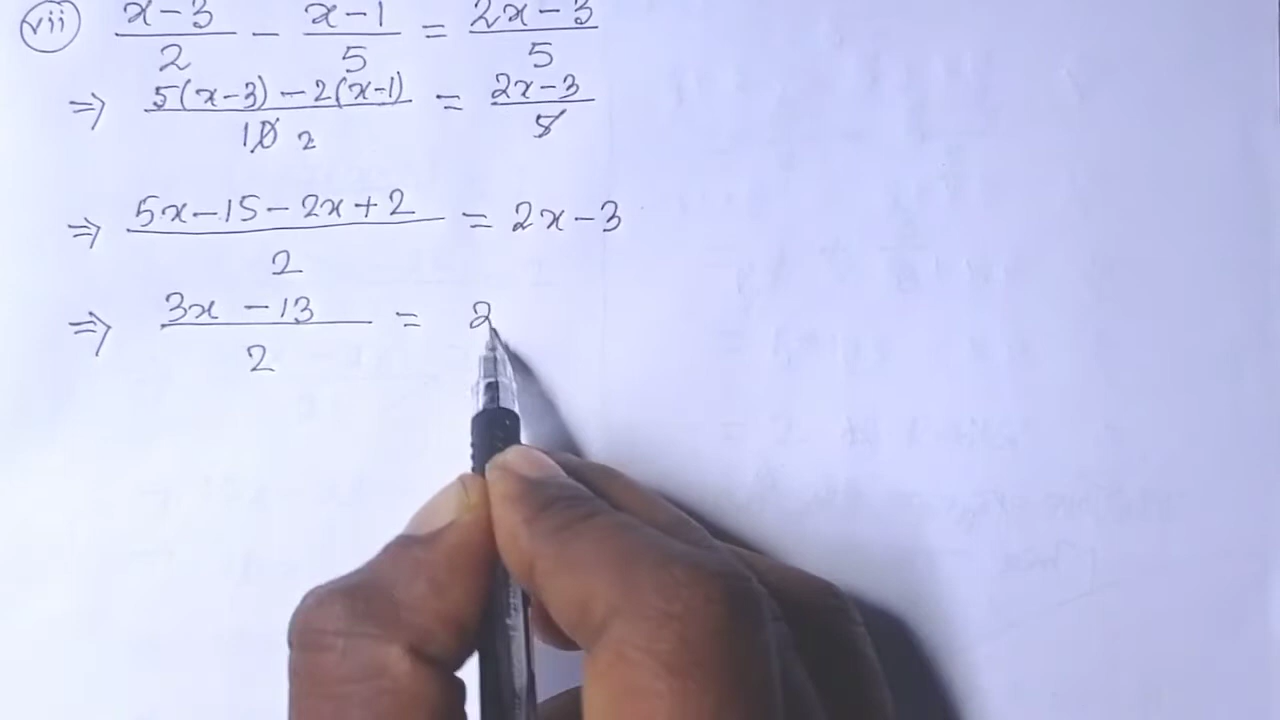 (vii) x-3/2 - x-1/5 = 2x-3/5
⇒ 5(x-3)-2(x-1)/10 2 = 2x-3/5
⇒ 5x-15-2x+2/2 = 2x-3
⇒ 3x-13/2 = 2